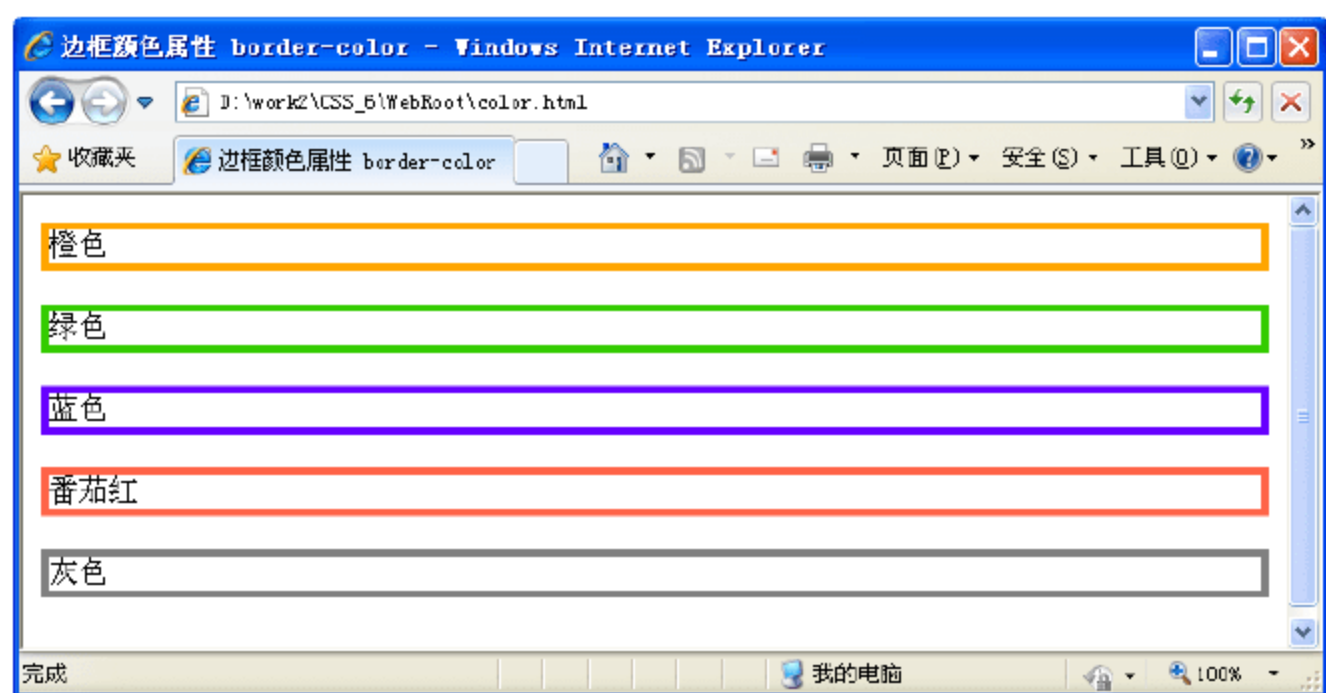 边框颜色属性 border-color - Windows Internet Explorer
D:\work2\CSS_6\WebRoot\color.html
收藏夹 边框颜色属性 border-color 页面(P) 安全(S) 工具(O) »
橙色
绿色
蓝色
番茄红
灰色
完成 我的电脑 100%